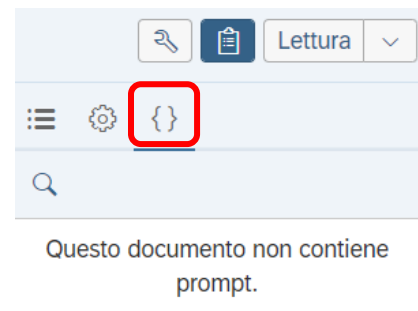 Lettura
{ }
Questo documento non contiene
prompt.